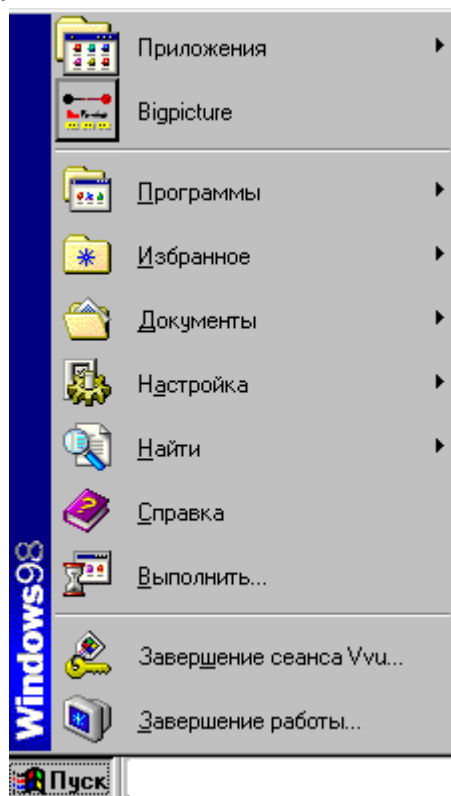 Приложения
Bigpicture
Программы
Избранное
Документы
Настройка
Найти
Справка
Выполнить...
Завершение сеанса Vvu...
Завершение работы...
Windows98
Пуск